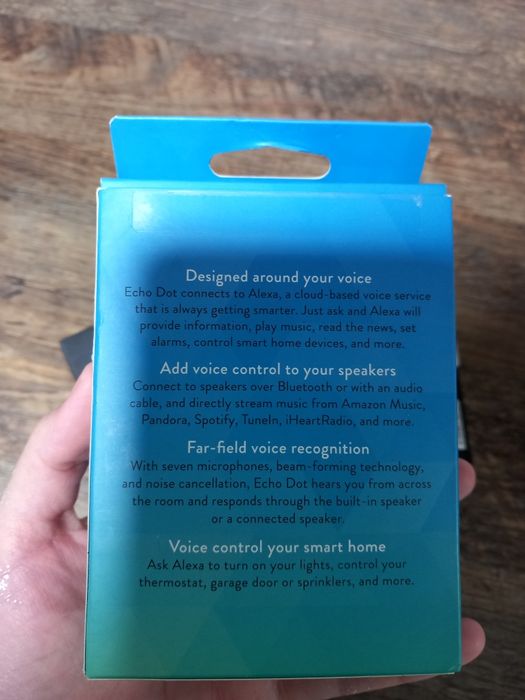 Designed around your voice
Echo Dot connects to Alexa, a cloud-based voice service
that is always getting smarter. Just ask and Alexa will
provide information, play music, read the news, set
alarms, control smart home devices, and more.
Add voice control to your speakers
Connect to speakers over Bluetooth or with an audio
cable, and directly stream music from Amazon Music,
Pandora, Spotify, TuneIn, iHeartRadio, and more.
Far-field voice recognition
With seven microphones, beam-forming technology,
and noise cancellation, Echo Dot hears you from across
the room and responds through the built-in speaker
or a connected speaker.
Voice control your smart home
Ask Alexa to turn on your lights, control your
thermostat, garage door or sprinklers, and more.